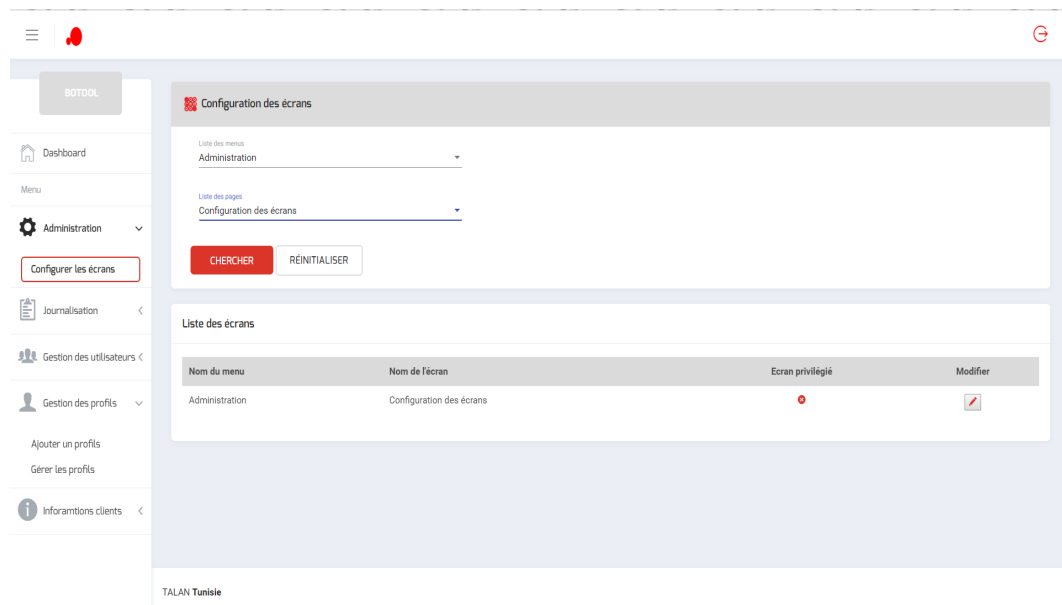 BOTOOL
Dashboard
Menu
Administration
Configurer les écrans
Journalisation
Gestion des utilisateurs
Gestion des profils
Ajouter un profils
Gérer les profils
Inforamtions clients
Configuration des écrans
Liste des menus
Administration
Liste des pages
Configuration des écrans
CHERCHER RÉINITIALISER
Liste des écrans
Nom du menu Nom de l'écran Ecran privilégié Modifier
Administration Configuration des écrans
TALAN Tunisie